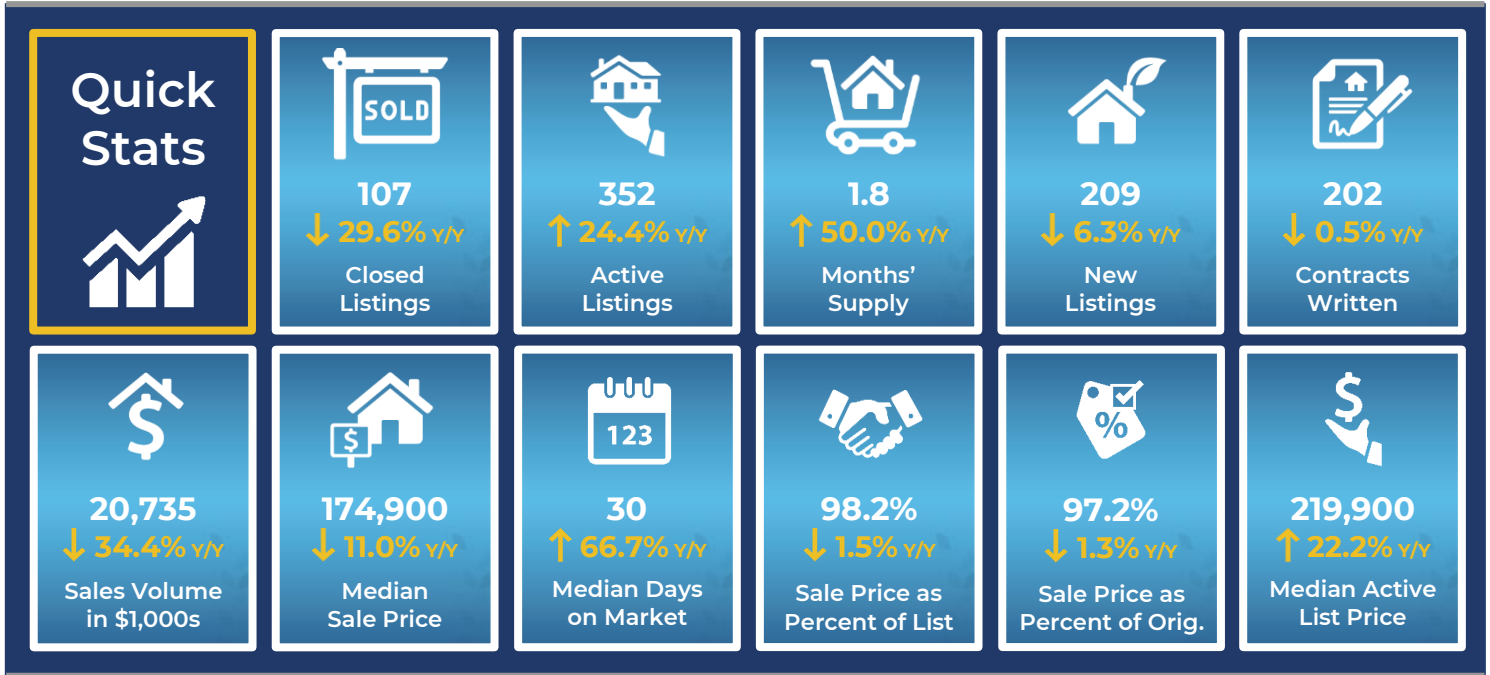 Quick
Stats
SOLD
107
↓ 29.6% Y/Y
Closed
Listings
352
↑ 24.4% Y/Y
Active
Listings
1.8
↑ 50.0% Y/Y
Months’
Supply
209
↓ 6.3% Y/Y
New
Listings
202
↓ 0.5% Y/Y
Contracts
Written
$
20,735
↓ 34.4% Y/Y
Sales Volume
in $1,000s
$
174,900
↓ 11.0% Y/Y
Median
Sale Price
123
30
↑ 66.7% Y/Y
Median Days
on Market
98.2%
↓ 1.5% Y/Y
Sale Price as
Percent of List
%
97.2%
↓ 1.3% Y/Y
Sale Price as
Percent of Orig.
$
219,900
↑ 22.2% Y/Y
Median Active
List Price